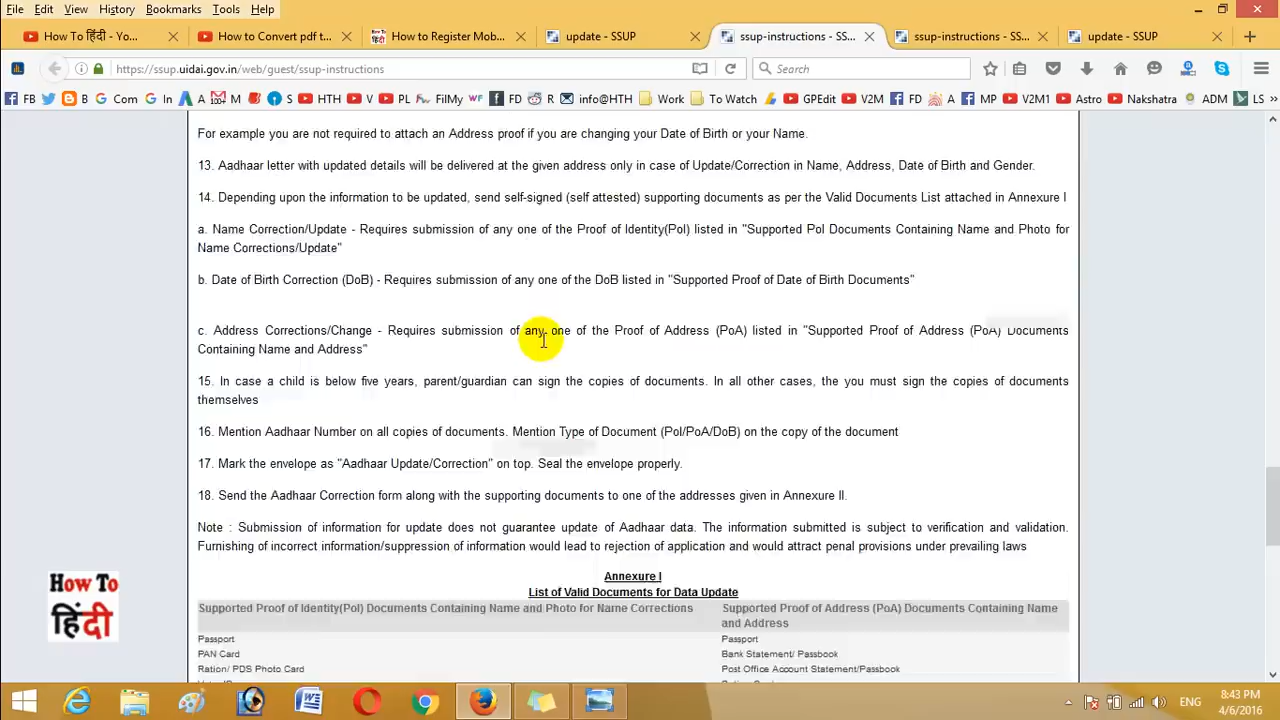 File Edit View History Bookmarks Tools Help
How To हिंदी - Yo... How to Convert pdf t... How to Register Mob... update - SSUP ssup-instructions - SS... ssup-instructions - SS... update - SSUP
https://ssup.uidai.gov.in/web/guest/ssup-instructions Search
FB B G Com G In A M B S HTH V PL FilMy WF FD R info@HTH Work To Watch GPEdit V2M FD A MP V2M1 Astro Nakshatra ADM LS
For example you are not required to attach an Address proof if you are changing your Date of Birth or your Name.
13. Aadhaar letter with updated details will be delivered at the given address only in case of Update/Correction in Name, Address, Date of Birth and Gender.
14. Depending upon the information to be updated, send self-signed (self attested) supporting documents as per the Valid Documents List attached in Annexure I
a. Name Correction/Update - Requires submission of any one of the Proof of Identity(PoI) listed in "Supported PoI Documents Containing Name and Photo for
Name Corrections/Update"
b. Date of Birth Correction (DoB) - Requires submission of any one of the DoB listed in "Supported Proof of Date of Birth Documents"
c. Address Corrections/Change - Requires submission of any one of the Proof of Address (PoA) listed in "Supported Proof of Address (PoA) Documents
Containing Name and Address"
15. In case a child is below five years, parent/guardian can sign the copies of documents. In all other cases, the you must sign the copies of documents
themselves
16. Mention Aadhaar Number on all copies of documents. Mention Type of Document (PoI/PoA/DoB) on the copy of the document
17. Mark the envelope as "Aadhaar Update/Correction" on top. Seal the envelope properly.
18. Send the Aadhaar Correction form along with the supporting documents to one of the addresses given in Annexure II.
Note : Submission of information for update does not guarantee update of Aadhaar data. The information submitted is subject to verification and validation.
Furnishing of incorrect information/suppression of information would lead to rejection of application and would attract penal provisions under prevailing laws
Annexure I
List of Valid Documents for Data Update
Supported Proof of Identity(PoI) Documents Containing Name and Photo for Name Corrections
Supported Proof of Address (PoA) Documents Containing Name
and Address
Passport Passport
PAN Card Bank Statement/ Passbook
Ration/ PDS Photo Card Post Office Account Statement/Passbook
How To
हिंदी
ENG
8:43 PM
4/6/2016